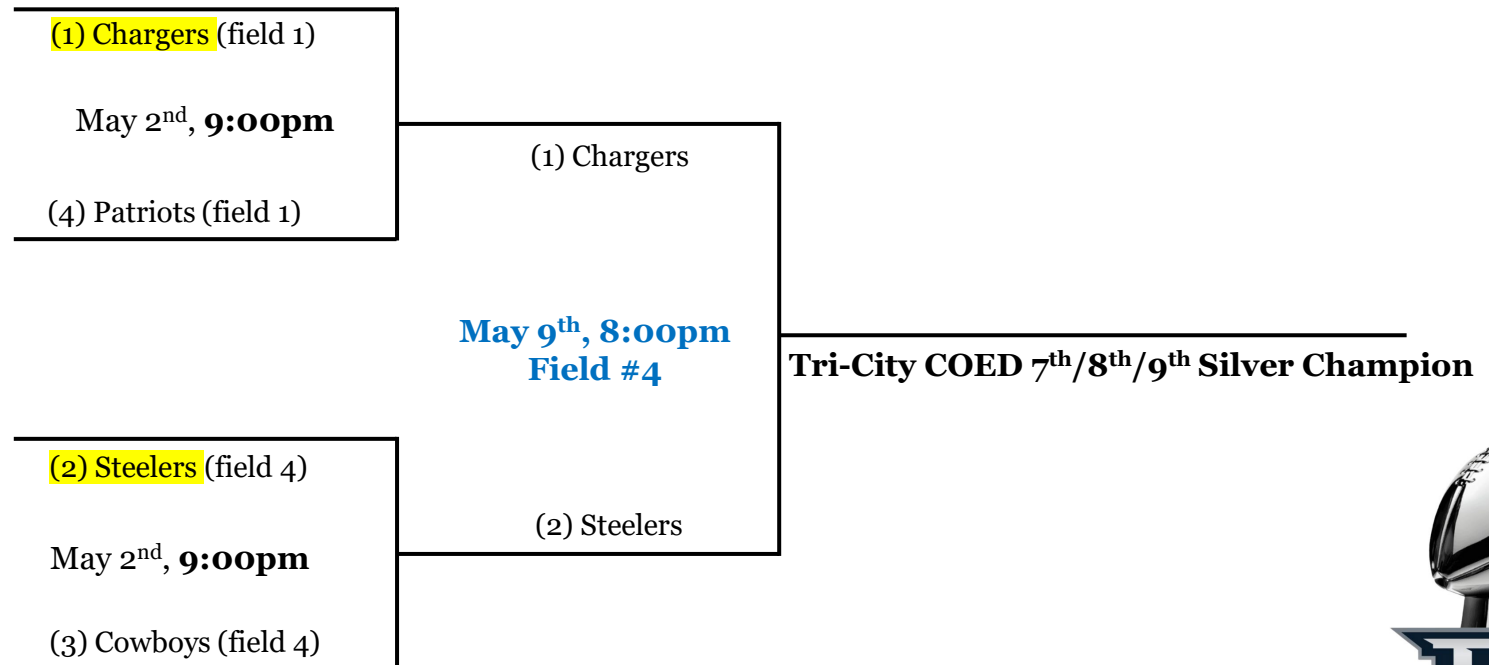 (1) Chargers (field 1)
May 2nd, 9:00pm
(4) Patriots (field 1)
(1) Chargers
May 9th, 8:00pm
Field #4
Tri-City COED 7th/8th/9th Silver Champion
(2) Steelers (field 4)
May 2nd, 9:00pm
(3) Cowboys (field 4)
(2) Steelers